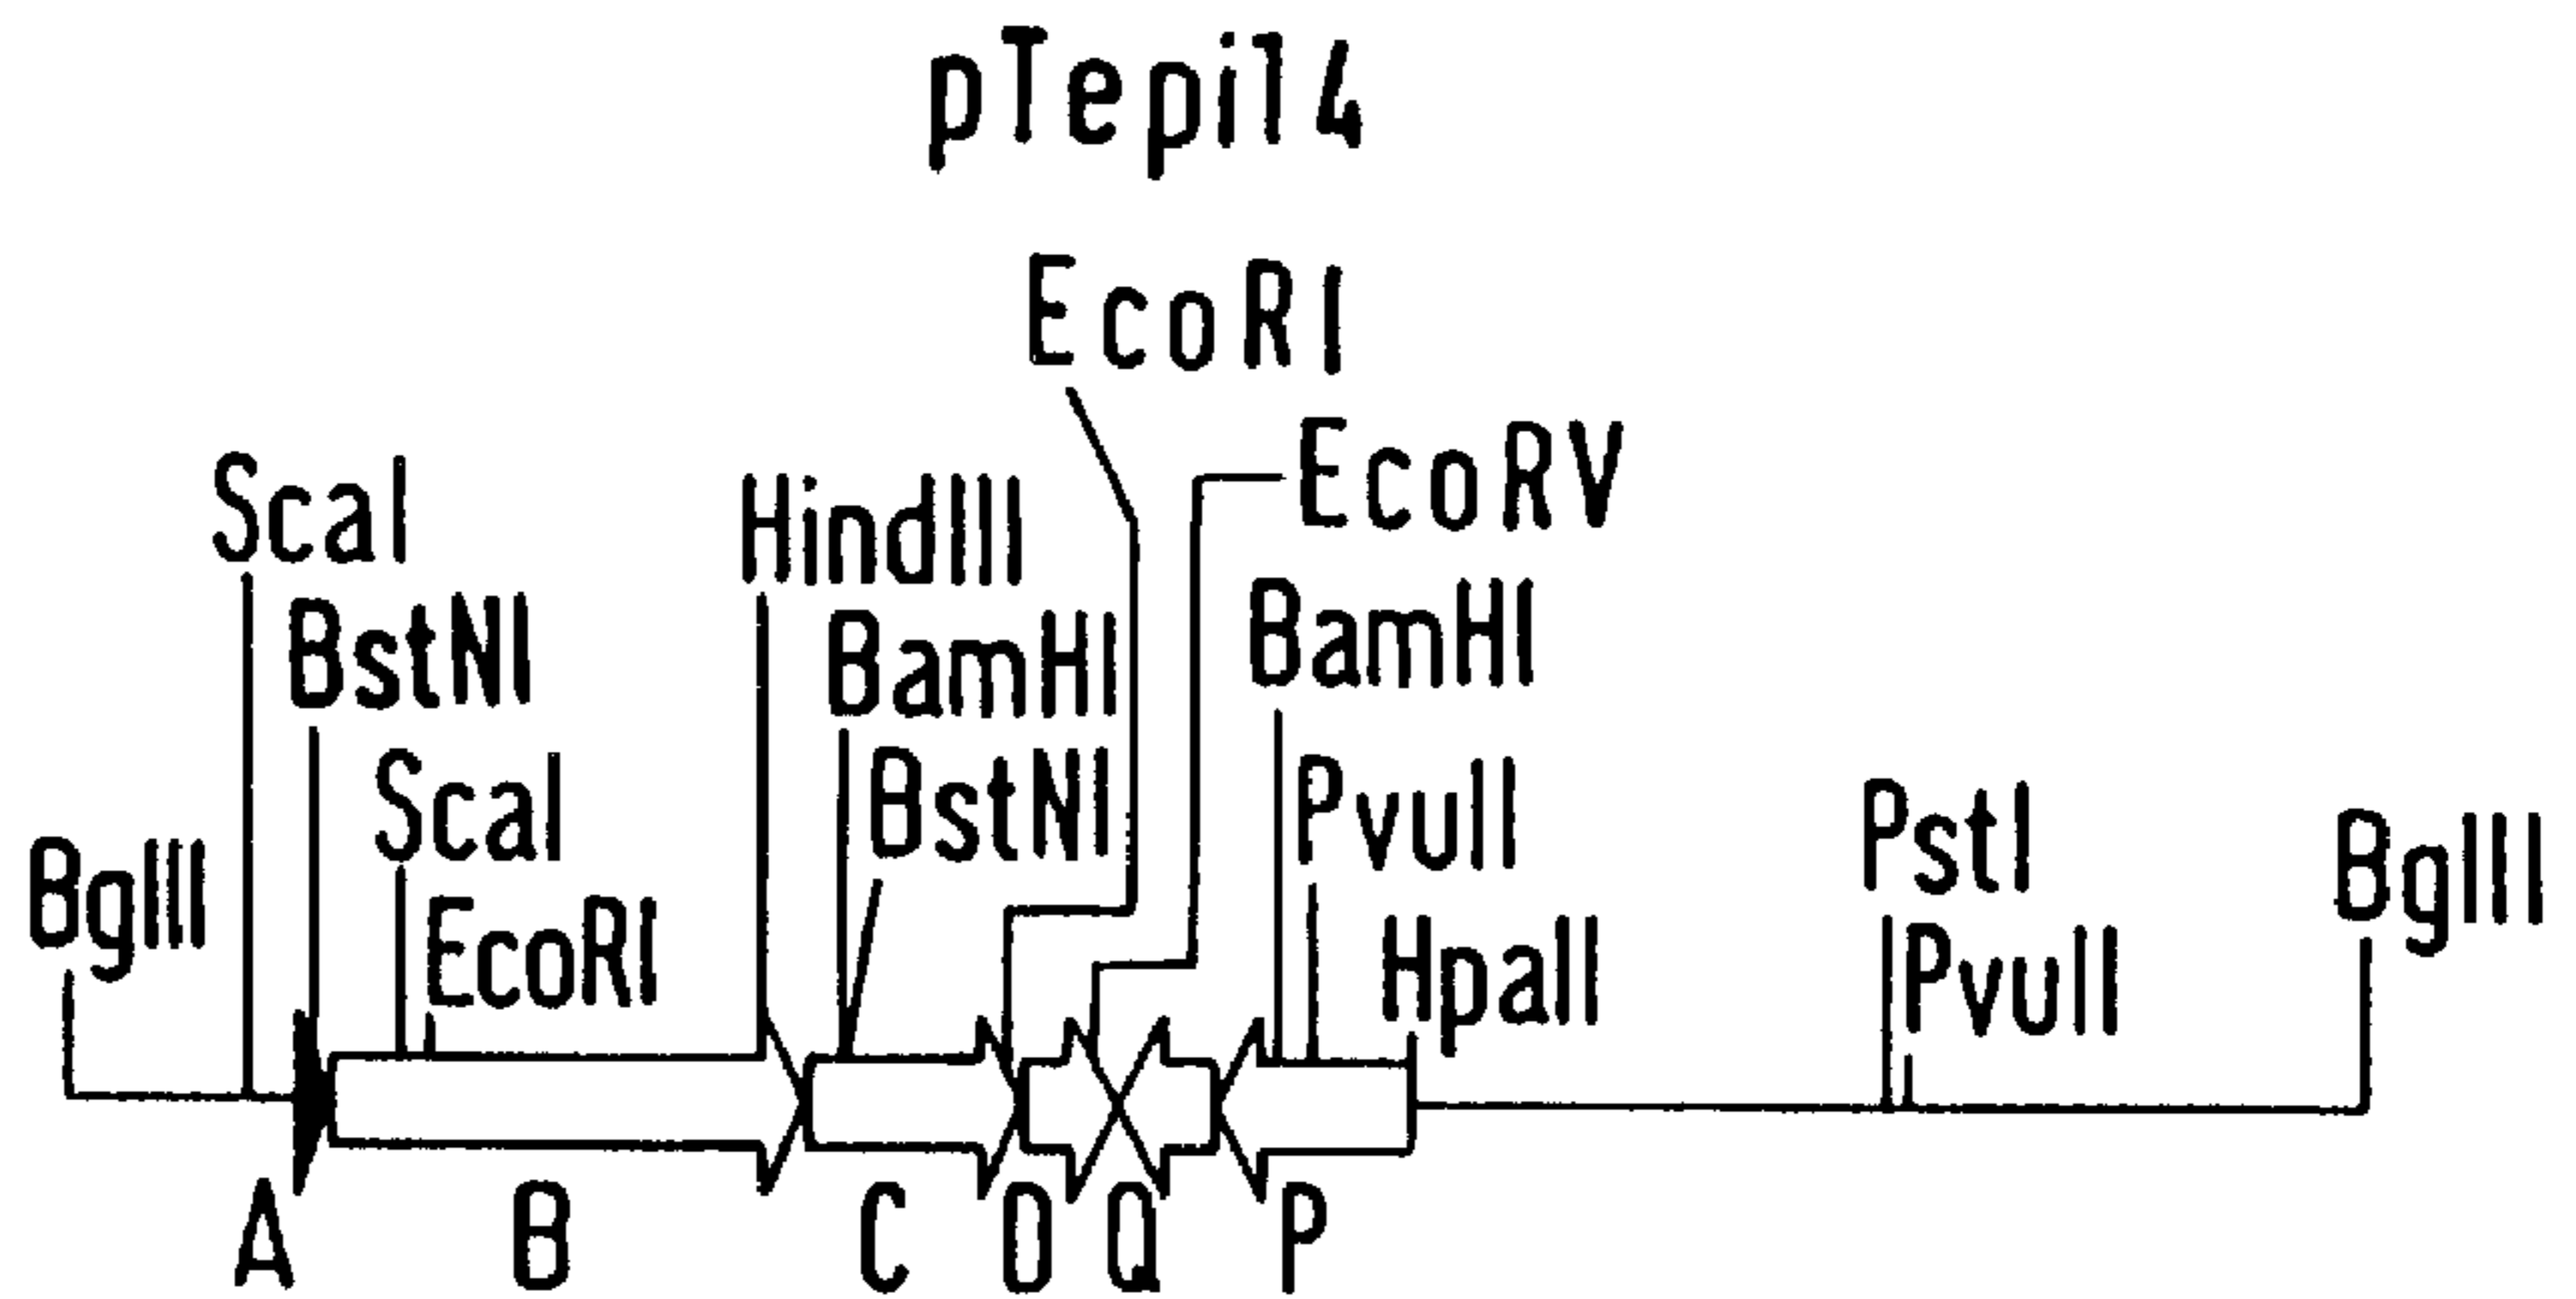 pTepi14
EcoRI
EcoRV
ScaI
HindIII
BstNI
BamHI
BamHI
ScaI
BstNI
PvuII
PstI
BglII
BglII
EcoRI
HpaII
PvuII
A B C D Q P